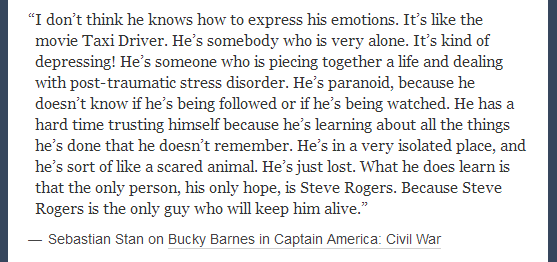 “I don’t think he knows how to express his emotions. It’s like the
movie Taxi Driver. He’s somebody who is very alone. It’s kind of
depressing! He’s someone who is piecing together a life and dealing
with post-traumatic stress disorder. He’s paranoid, because he
doesn’t know if he’s being followed or if he’s being watched. He has a
hard time trusting himself because he’s learning about all the things
he’s done that he doesn’t remember. He’s in a very isolated place, and
he’s sort of like a scared animal. He’s just lost. What he does learn is
that the only person, his only hope, is Steve Rogers. Because Steve
Rogers is the only guy who will keep him alive.”
— Sebastian Stan on Bucky Barnes in Captain America: Civil War